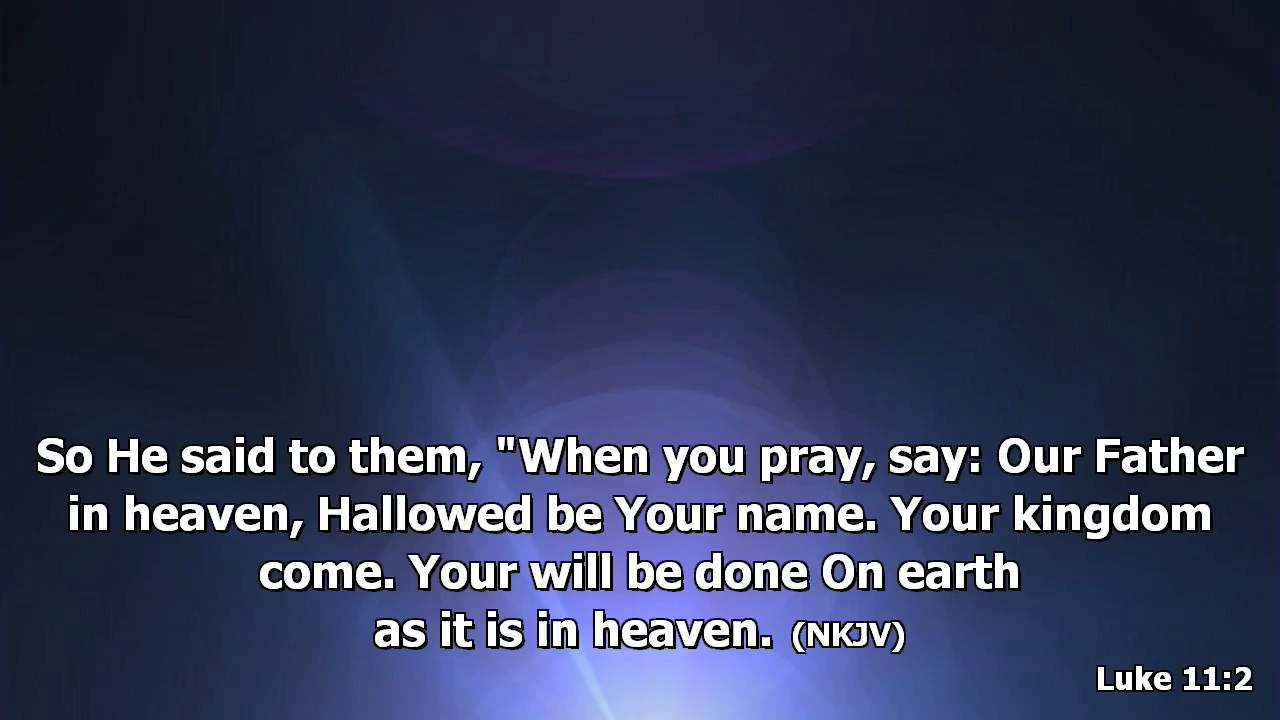 So He said to them, "When you pray, say: Our Father
in heaven, Hallowed be Your name. Your kingdom
come. Your will be done On earth
as it is in heaven. (NKJV)
Luke 11:2